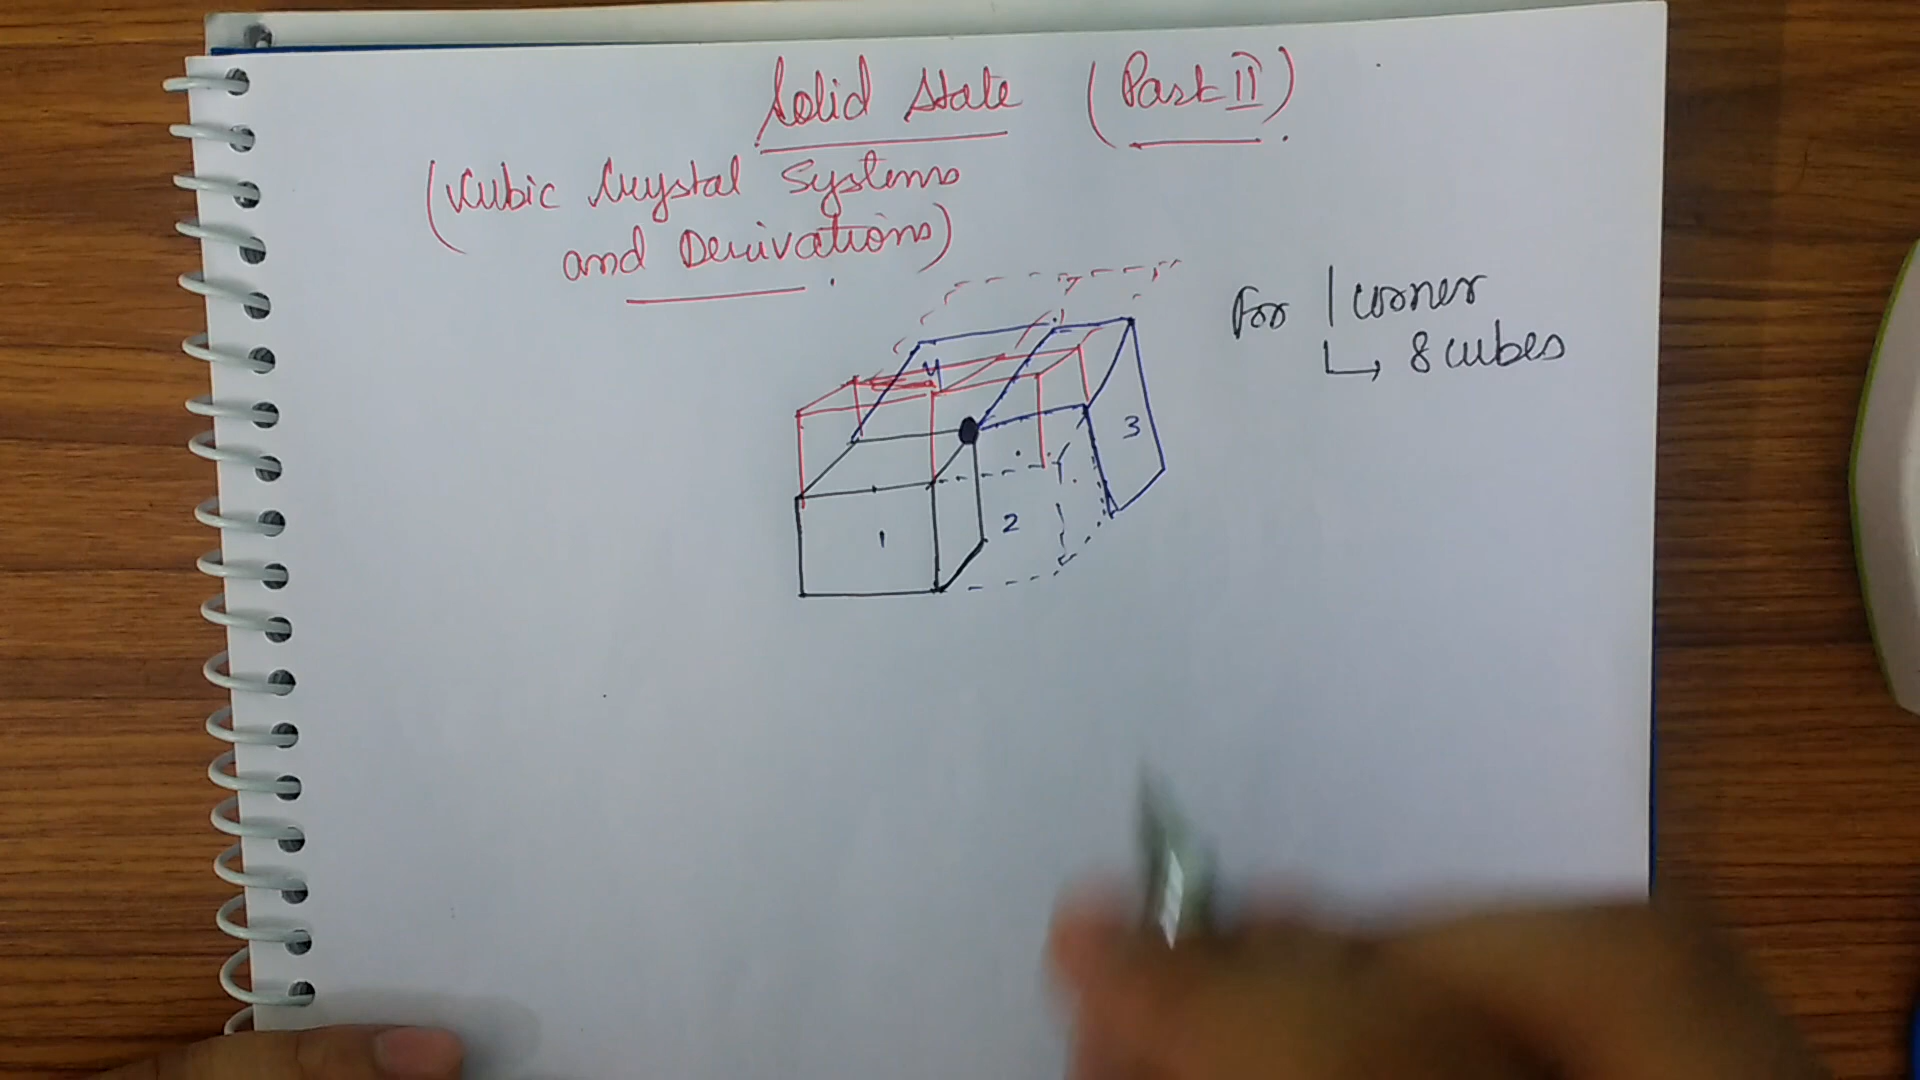 Solid State (Part II)
(Cubic Crystal Systems
and Derivations)
For 1 corner
↳ 8 cubes
4
3
2
1